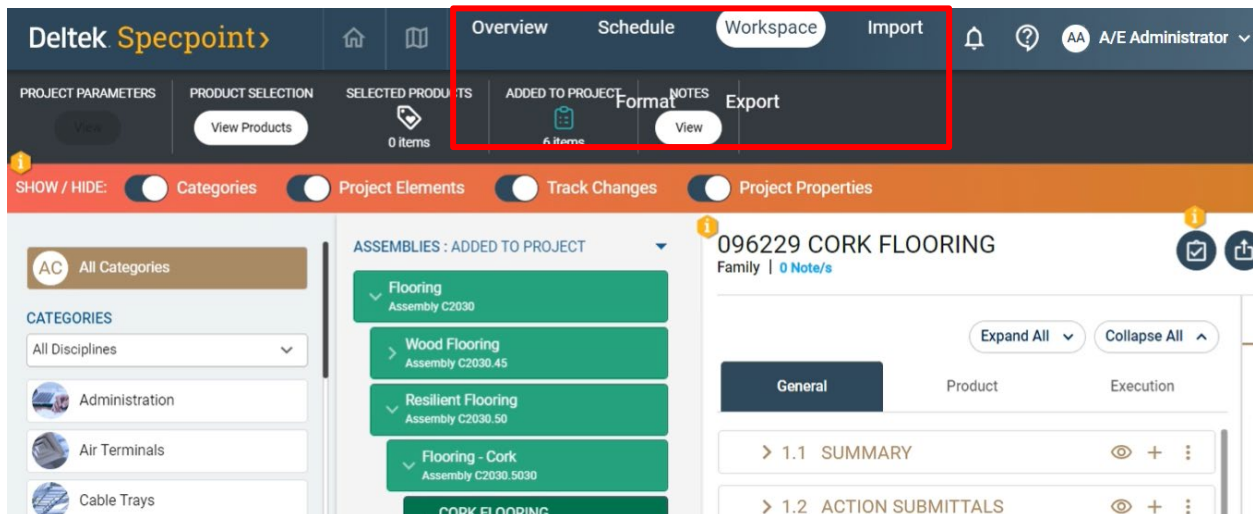 Deltek Specpoint›
Overview Schedule Workspace Import
AA A/E Administrator
PROJECT PARAMETERS PRODUCT SELECTION SELECTED PRODUCTS ADDED TO PROJECT NOTES
Format Export
View View Products 0 items 6 items View
SHOW / HIDE: Categories Project Elements Track Changes Project Properties
AC All Categories
CATEGORIES
All Disciplines
Administration
Air Terminals
Cable Trays
ASSEMBLIES : ADDED TO PROJECT
Flooring
Assembly C2030
Wood Flooring
Assembly C2030.45
Resilient Flooring
Assembly C2030.50
Flooring - Cork
Assembly C2030.5030
CORK FLOORING
096229 CORK FLOORING
Family | 0 Note/s
Expand All Collapse All
General Product Execution
1.1 SUMMARY
1.2 ACTION SUBMITTALS